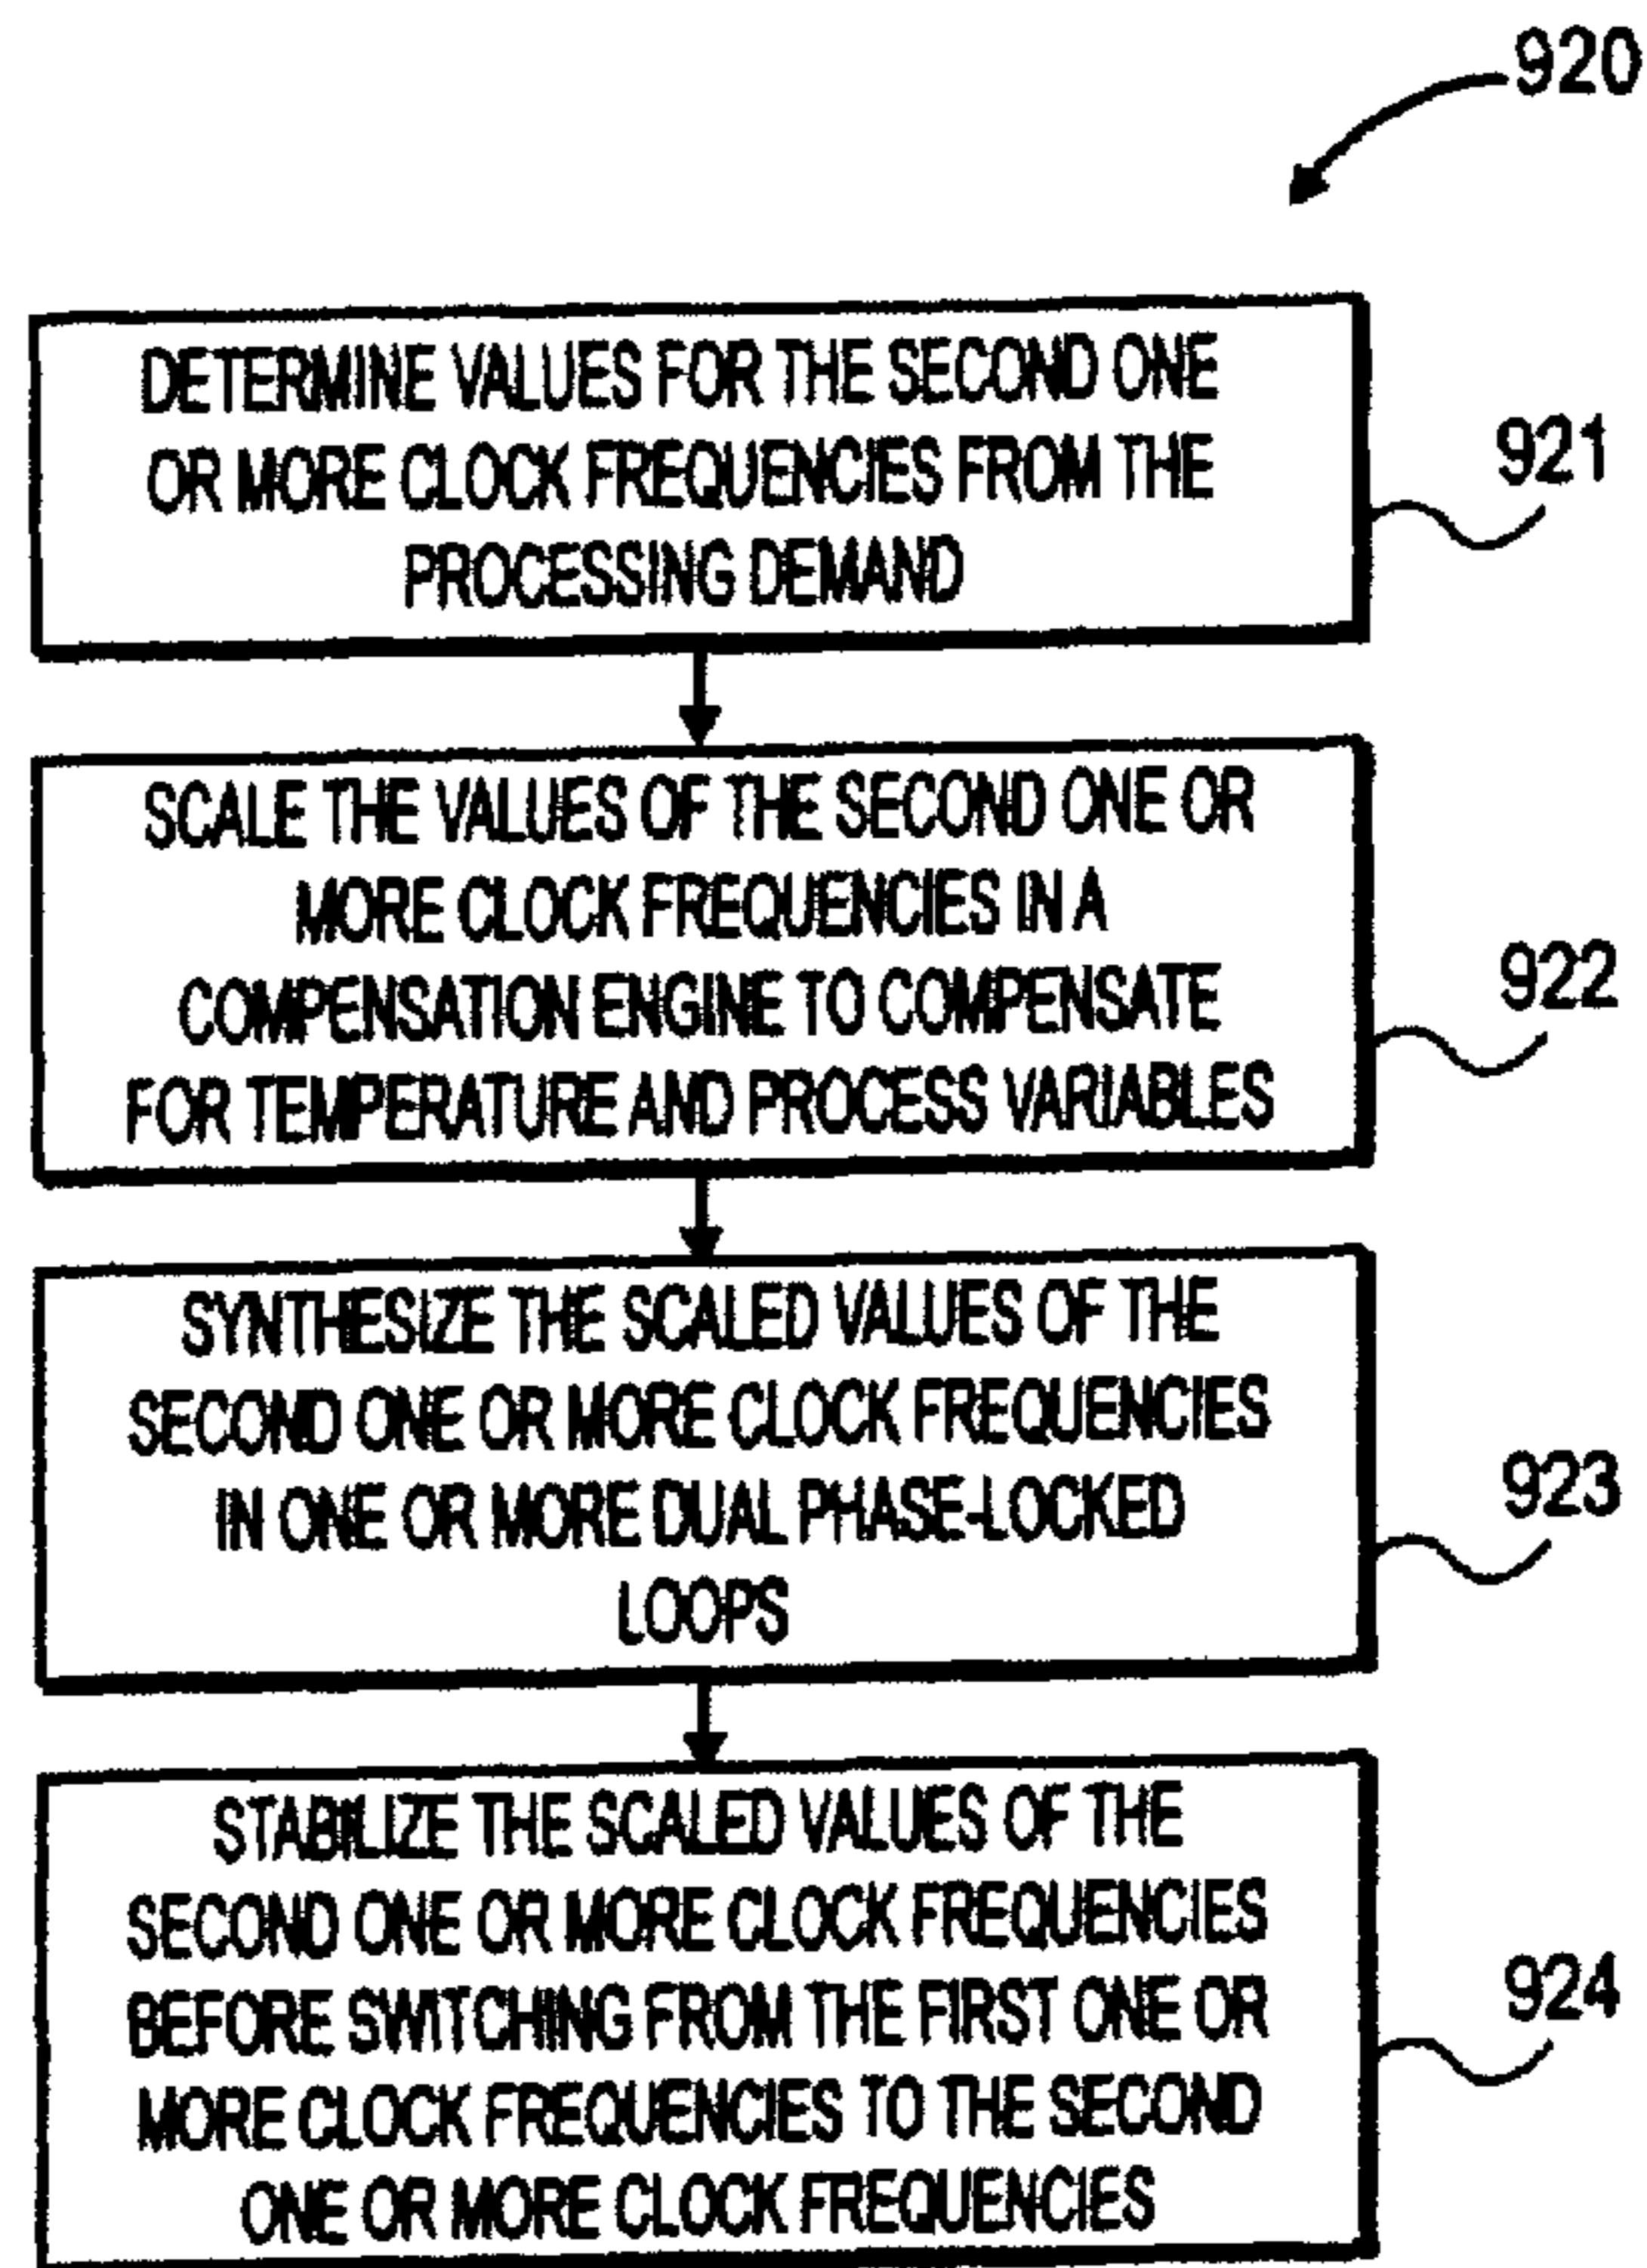 920
DETERMINE VALUES FOR THE SECOND ONE
OR MORE CLOCK FREQUENCIES FROM THE
PROCESSING DEMAND
921
SCALE THE VALUES OF THE SECOND ONE OR
MORE CLOCK FREQUENCIES IN A
COMPENSATION ENGINE TO COMPENSATE
FOR TEMPERATURE AND PROCESS VARIABLES
922
SYNTHESIZE THE SCALED VALUES OF THE
SECOND ONE OR MORE CLOCK FREQUENCIES
IN ONE OR MORE DUAL PHASE-LOCKED
LOOPS
923
STABILIZE THE SCALED VALUES OF THE
SECOND ONE OR MORE CLOCK FREQUENCIES
BEFORE SWITCHING FROM THE FIRST ONE OR
MORE CLOCK FREQUENCIES TO THE SECOND
ONE OR MORE CLOCK FREQUENCIES
924